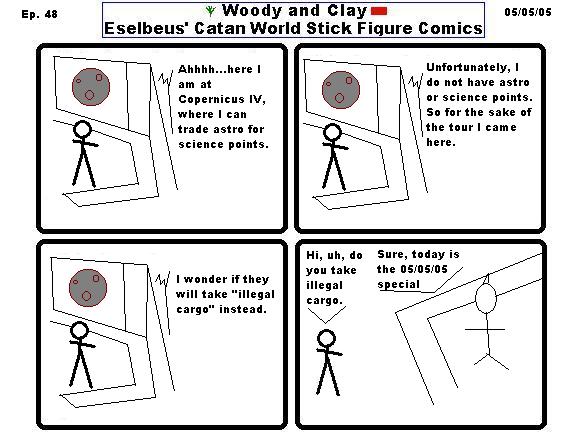 Ep. 48
Woody and Clay
05/05/05
Eselbeus' Catan World Stick Figure Comics
Ahhhh...here I
am at
Copernicus IV,
where I can
trade astro for
science points.
Unfortunately, I
do not have astro
or science points.
So for the sake of
the tour I came
here.
I wonder if they
will take "illegal
cargo" instead.
Hi, uh, do
you take
illegal
cargo.
Sure, today is
the 05/05/05
special